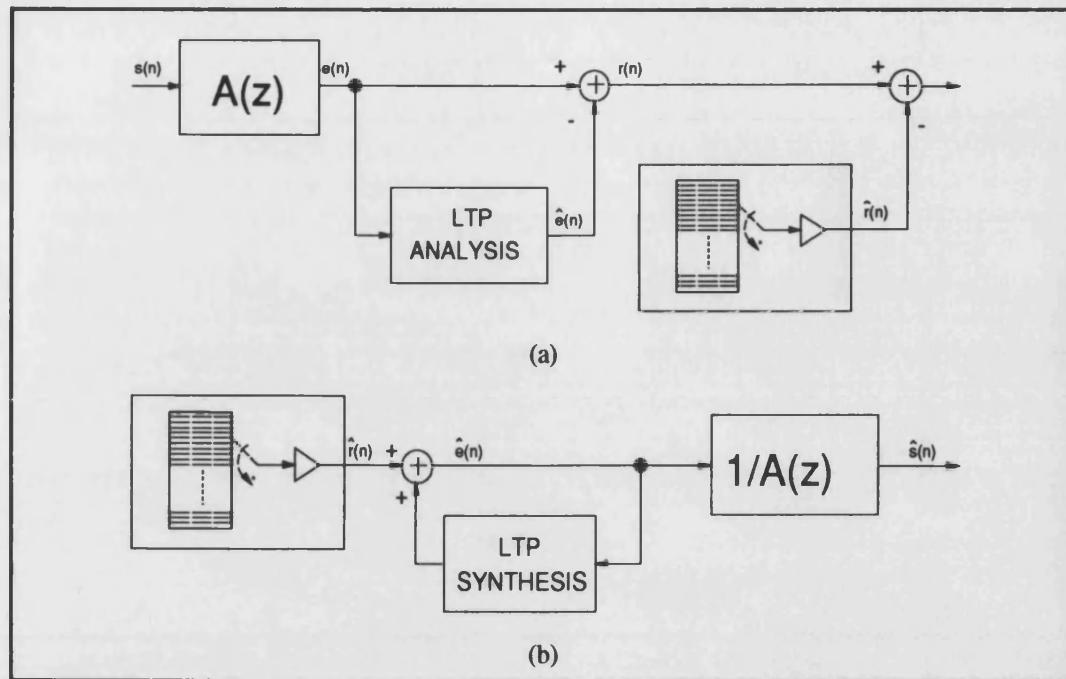 s(n)
A(z)
e(n)
+
-
r(n)
+
-
LTP
ANALYSIS
ê(n)
r̂(n)
(a)
r̂(n)
+
+
ê(n)
1/A(z)
ŝ(n)
LTP
SYNTHESIS
(b)